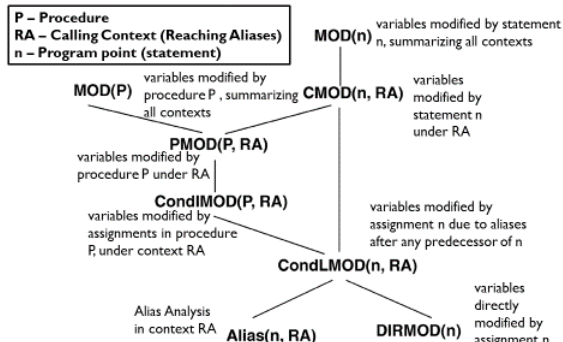 P – Procedure
RA – Calling Context (Reaching Aliases)
n – Program point (statement)
MOD(n)
variables modified by statement
n, summarizing all contexts
MOD(P)
variables modified by
procedure P , summarizing
all contexts
CMOD(n, RA)
variables
modified by
statement n
under RA
PMOD(P, RA)
variables modified by
procedure P under RA
CondIMOD(P, RA)
variables modified by
assignments in procedure
P, under context RA
variables modified by
assignment n due to aliases
after any predecessor of n
CondLMOD(n, RA)
Alias Analysis
in context RA
Alias(n, RA)
DIRMOD(n)
variables
directly
modified by
assignment n